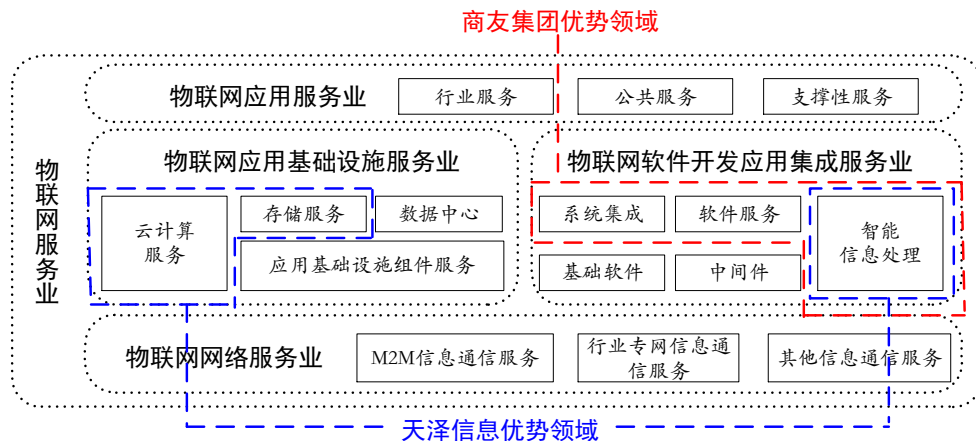 商友集团优势领域
物联网服务业
物联网应用服务业
行业服务
公共服务
支撑性服务
物联网应用基础设施服务业
云计算
服务
存储服务
数据中心
应用基础设施组件服务
物联网软件开发应用集成服务业
系统集成
软件服务
基础软件
中间件
智能
信息处理
物联网网络服务业
M2M信息通信服务
行业专网信息通
信服务
其他信息通信服务
天泽信息优势领域